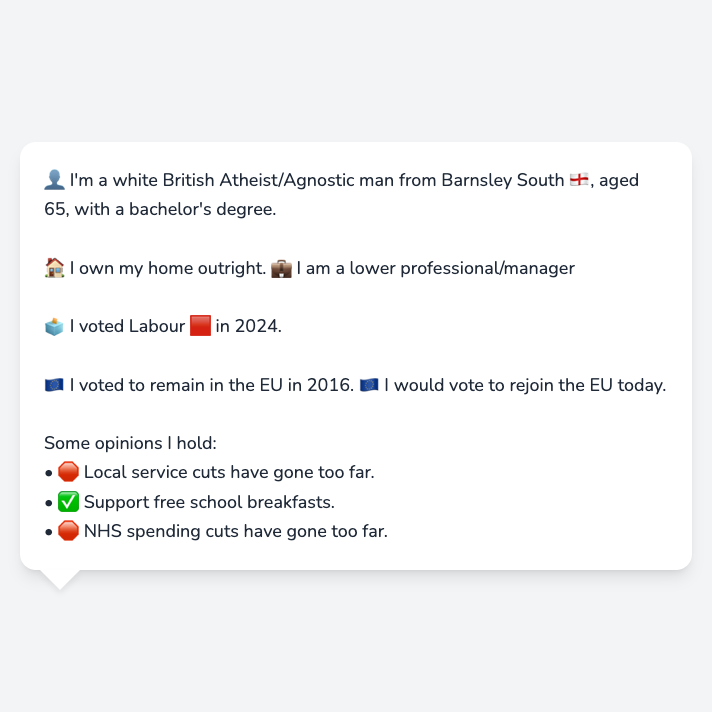 👤 I'm a white British Atheist/Agnostic man from Barnsley South 🏴󠁧󠁢󠁥󠁮󠁧󠁿, aged
65, with a bachelor's degree.
🏠 I own my home outright. 💼 I am a lower professional/manager
🗳️ I voted Labour 🟥 in 2024.
🇪🇺 I voted to remain in the EU in 2016. 🇪🇺 I would vote to rejoin the EU today.
Some opinions I hold:
• 🛑 Local service cuts have gone too far.
• ✅ Support free school breakfasts.
• 🛑 NHS spending cuts have gone too far.